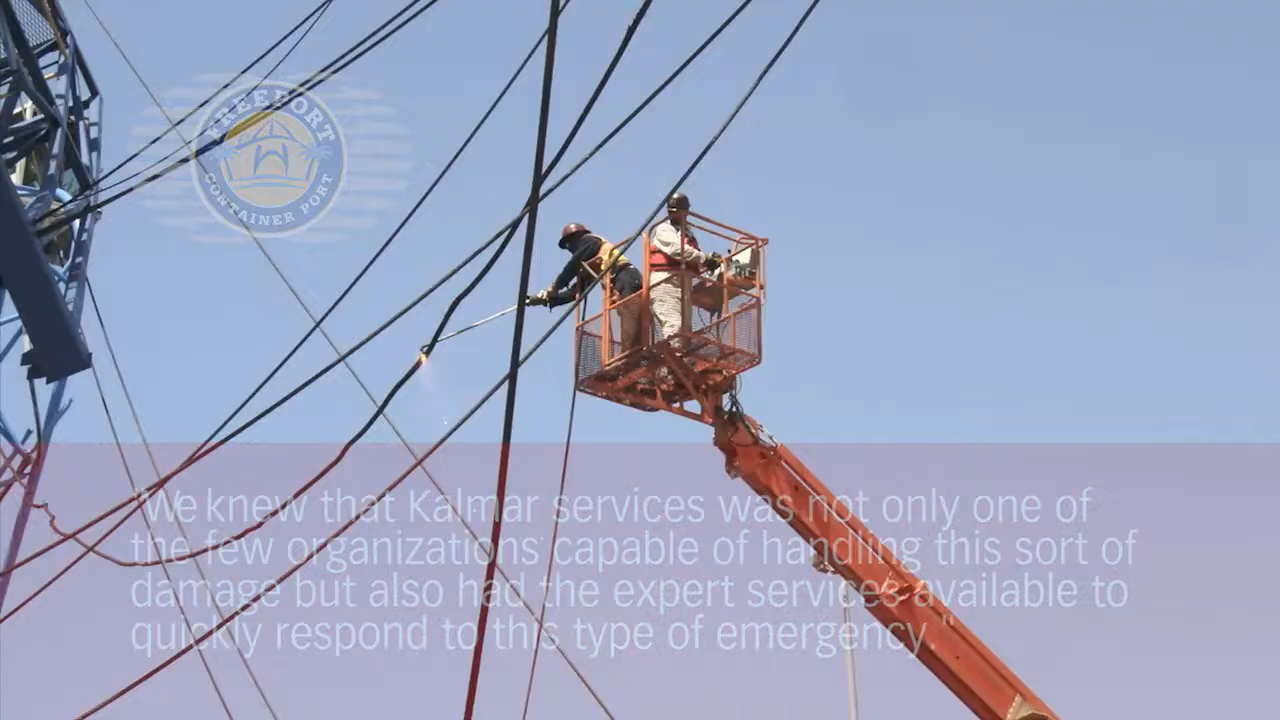 FREEPORT
CONTAINER PORT
"We knew that Kalmar services was not only one of
the few organizations capable of handling this sort of
damage but also had the expert services available to
quickly respond to this type of emergency."